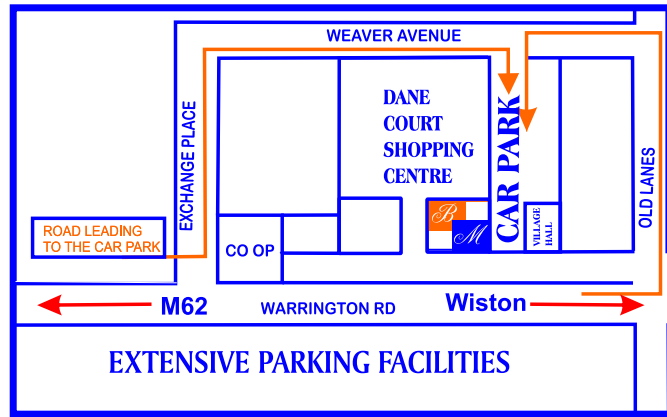 WEAVER AVENUE
EXCHANGE PLACE
DANE
COURT
SHOPPING
CENTRE
CAR PARK
OLD LANES
ROAD LEADING
TO THE CAR PARK
CO OP
B
M
VILLAGE
HALL
M62
WARRINGTON RD
Wiston
EXTENSIVE PARKING FACILITIES